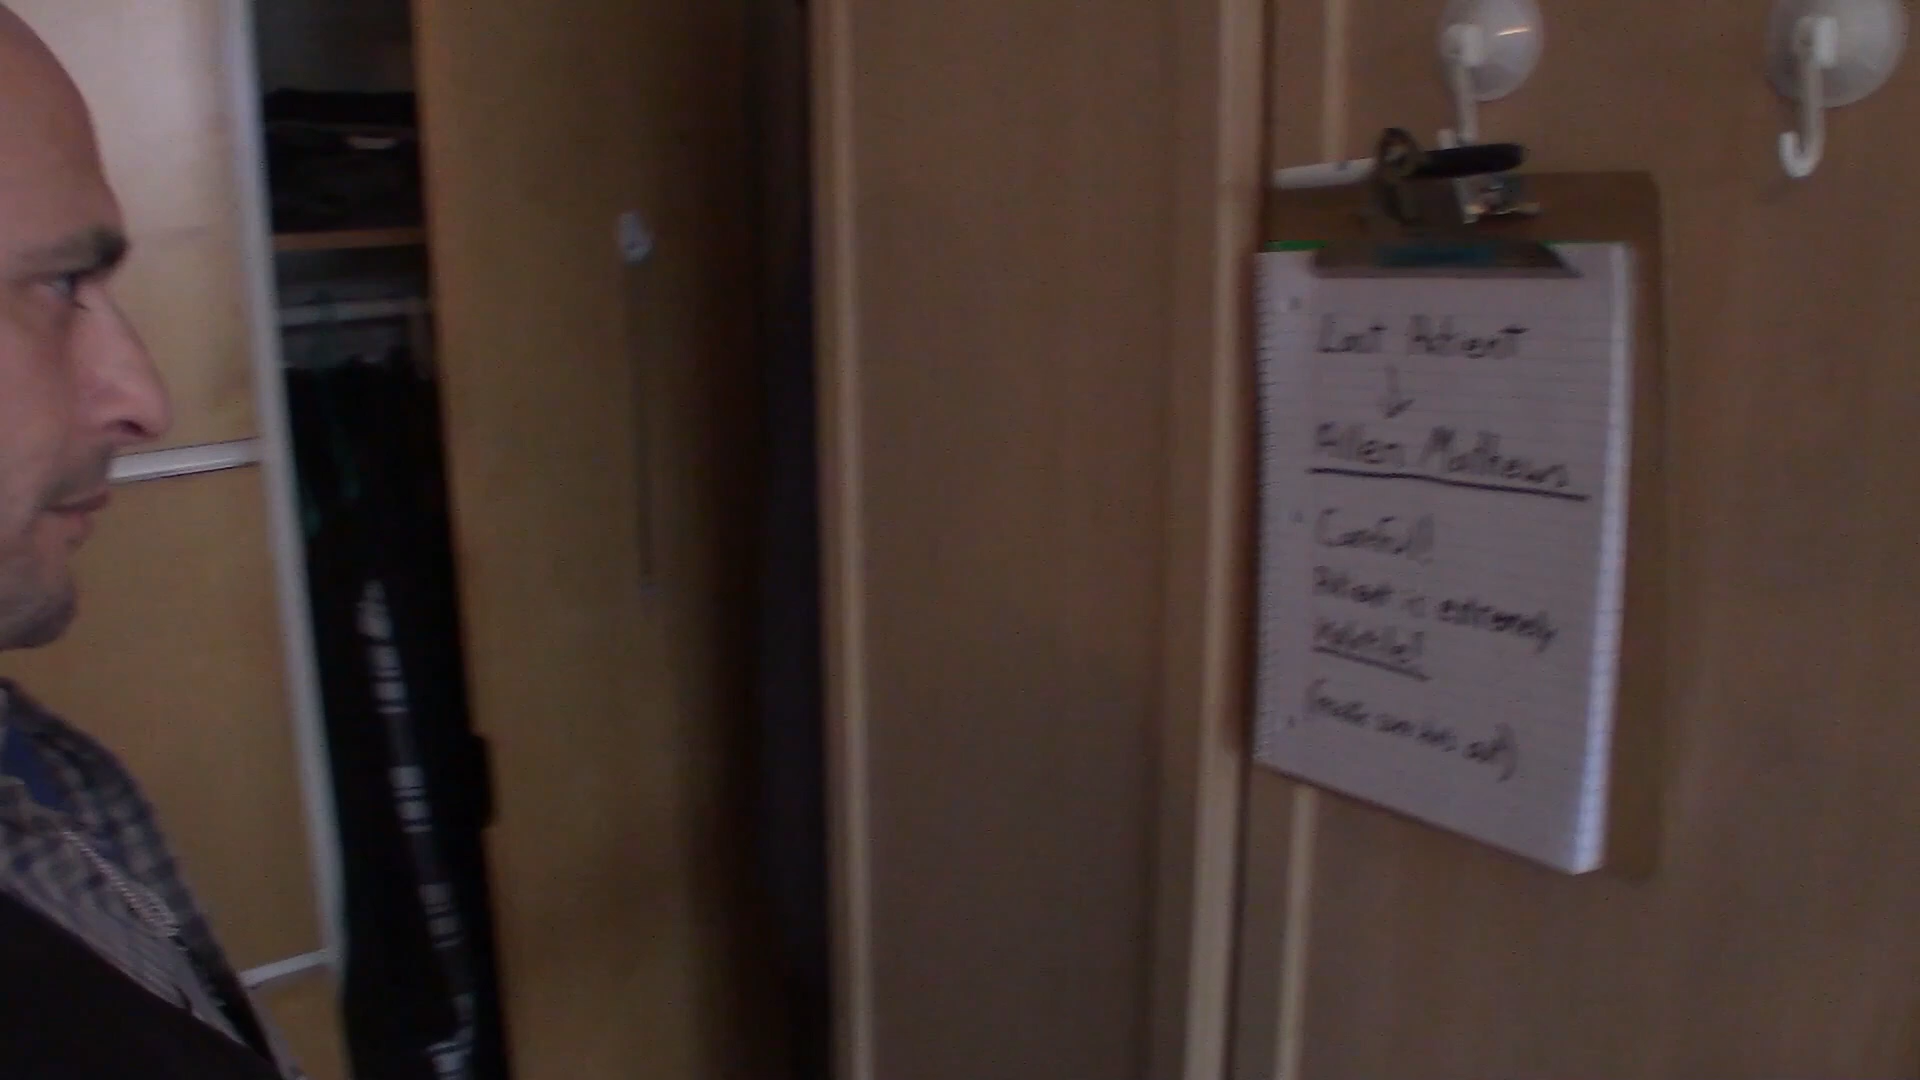 Last Patient
Allen Mathews
Careful!
Patient is extremely
Volatile!